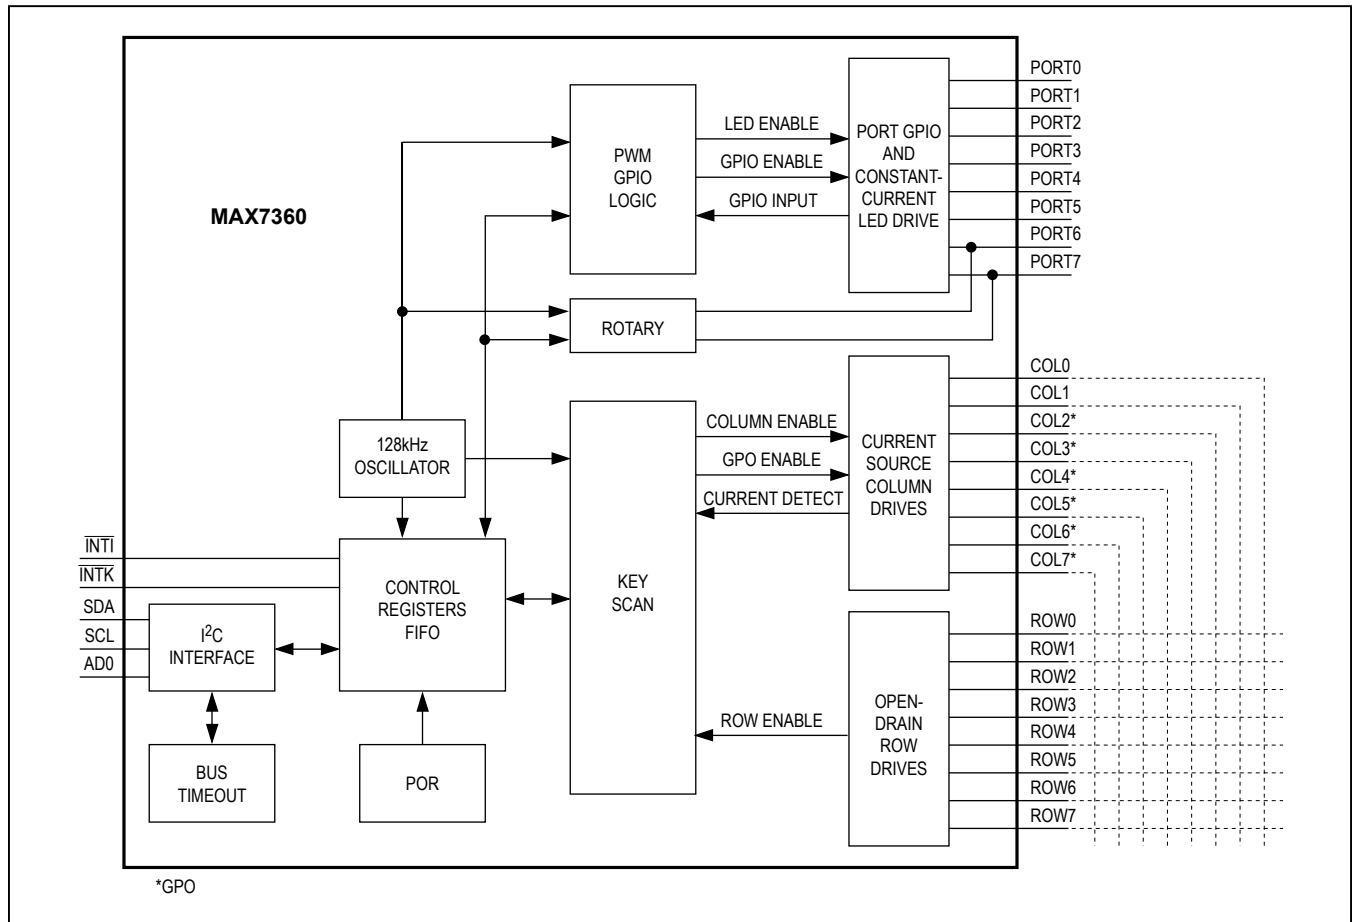 MAX7360
PWM
GPIO
LOGIC
LED ENABLE
GPIO ENABLE
GPIO INPUT
PORT GPIO
AND
CONSTANT-
CURRENT
LED DRIVE
PORT0
PORT1
PORT2
PORT3
PORT4
PORT5
PORT6
PORT7
ROTARY
128kHz
OSCILLATOR
KEY
SCAN
COLUMN ENABLE
GPO ENABLE
CURRENT DETECT
CURRENT
SOURCE
COLUMN
DRIVES
COL0
COL1
COL2*
COL3*
COL4*
COL5*
COL6*
COL7*
INTI
INTK
SDA
SCL
AD0
I²C
INTERFACE
CONTROL
REGISTERS
FIFO
BUS
TIMEOUT
POR
ROW ENABLE
OPEN-
DRAIN
ROW
DRIVES
ROW0
ROW1
ROW2
ROW3
ROW4
ROW5
ROW6
ROW7
*GPO